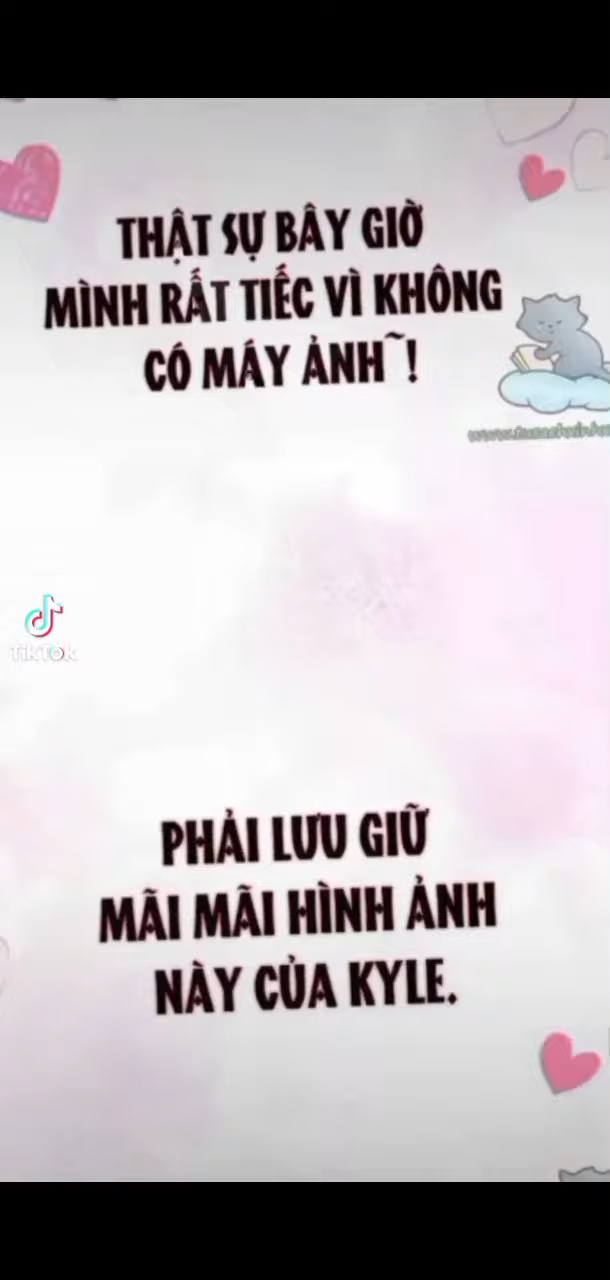 THẬT SỰ BÂY GIỜ
MÌNH RẤT TIẾC VÌ KHÔNG
CÓ MÁY ẢNH~!
TikTok
PHẢI LƯU GIỮ
MÃI MÃI HÌNH ẢNH
NÀY CỦA KYLE.